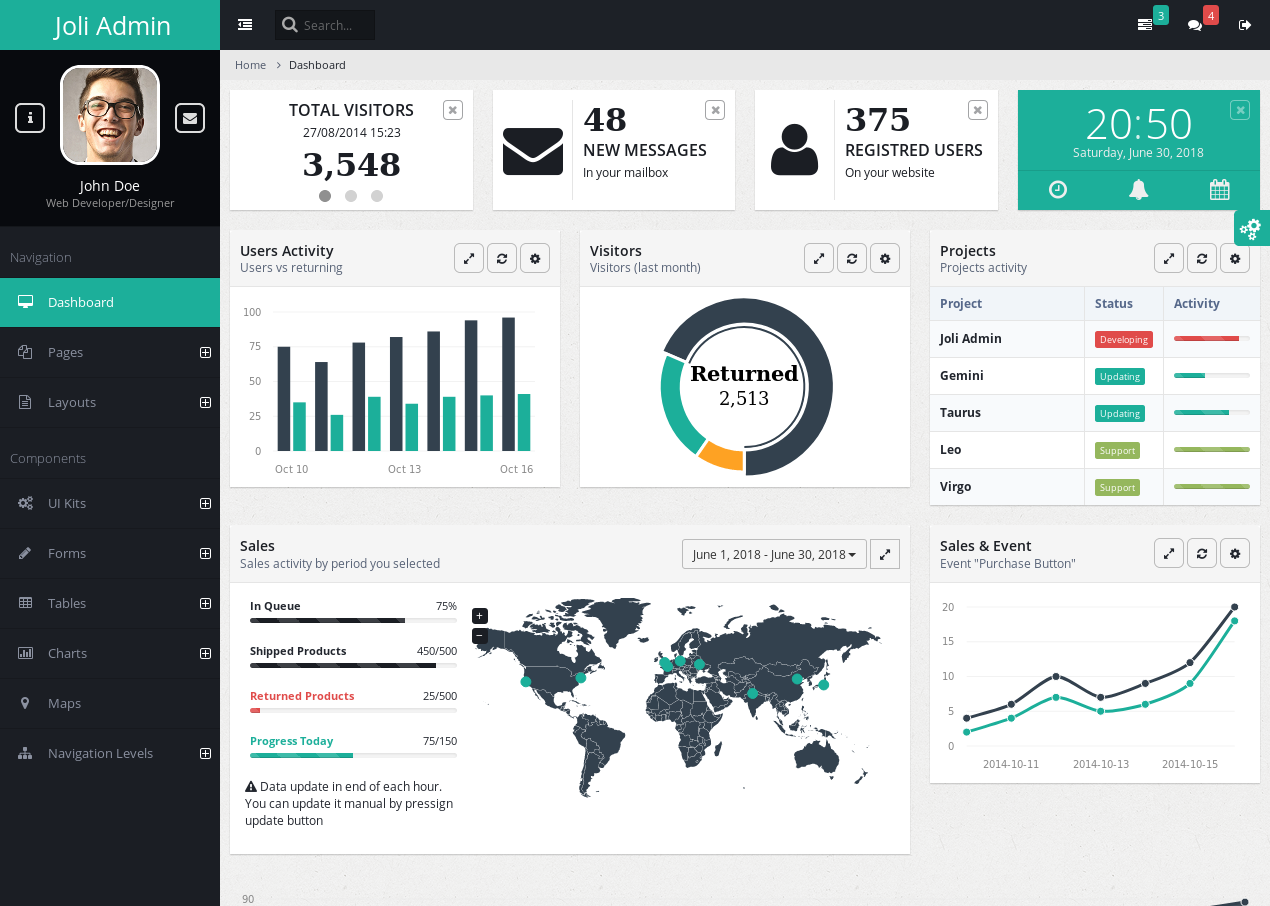 Joli Admin
Search...
3
4
John Doe
Web Developer/Designer
Navigation
Dashboard
Pages
Layouts
Components
UI Kits
Forms
Tables
Charts
Maps
Navigation Levels
Home
Dashboard
TOTAL VISITORS
27/08/2014 15:23
3,548
48
NEW MESSAGES
In your mailbox
375
REGISTRED USERS
On your website
20:50
Saturday, June 30, 2018
Users Activity
Users vs returning
100
75
50
25
0
Oct 10 Oct 13 Oct 16
Visitors
Visitors (last month)
Returned
2,513
Projects
Projects activity
Project Status Activity
Joli Admin Developing
Gemini Updating
Taurus Updating
Leo Support
Virgo Support
Sales
Sales activity by period you selected
June 1, 2018 - June 30, 2018
In Queue 75%
Shipped Products 450/500
Returned Products 25/500
Progress Today 75/150
Data update in end of each hour.
You can update it manual by pressign
update button
+
−
Sales & Event
Event "Purchase Button"
20
15
10
5
0
2014-10-11 2014-10-13 2014-10-15
90